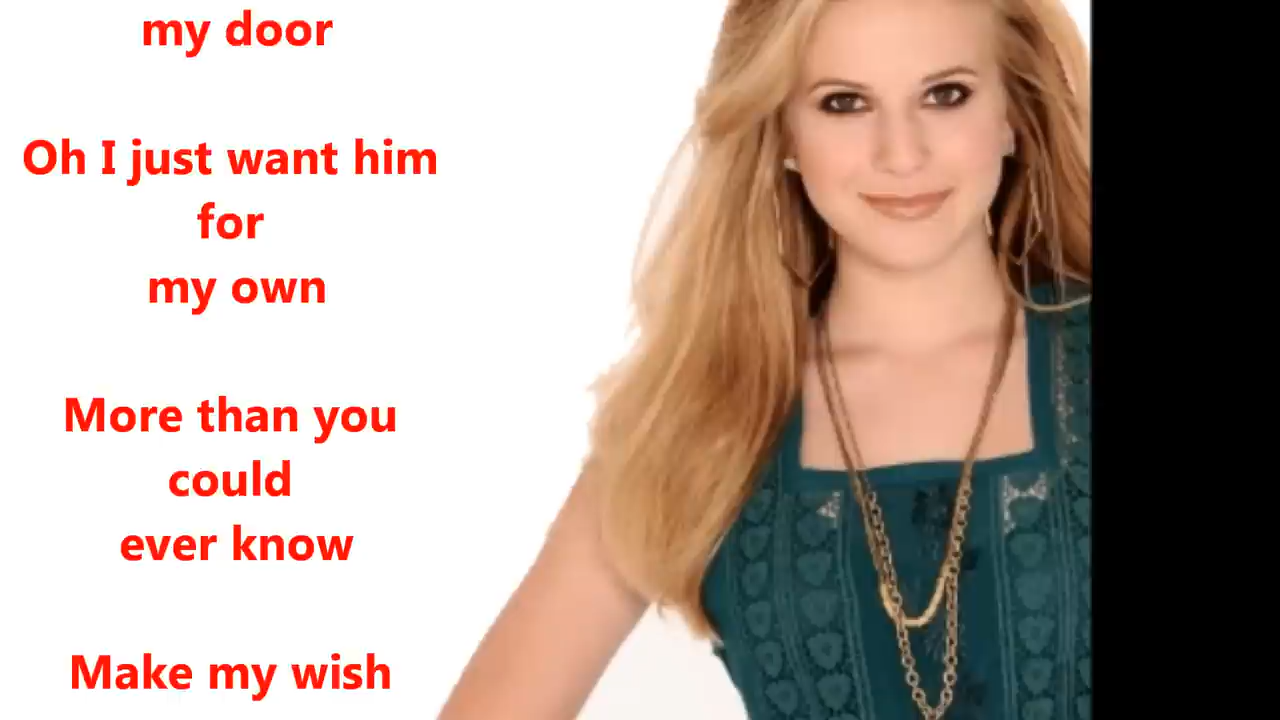 my door
Oh I just want him
for
my own
More than you
could
ever know
Make my wish